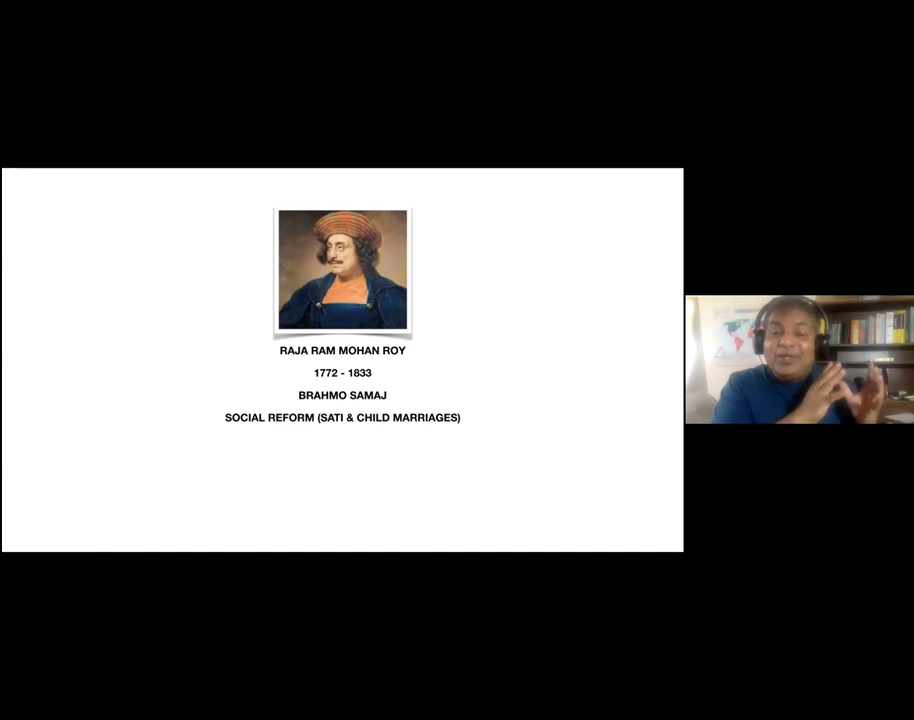 RAJA RAM MOHAN ROY
1772 - 1833
BRAHMO SAMAJ
SOCIAL REFORM (SATI & CHILD MARRIAGES)